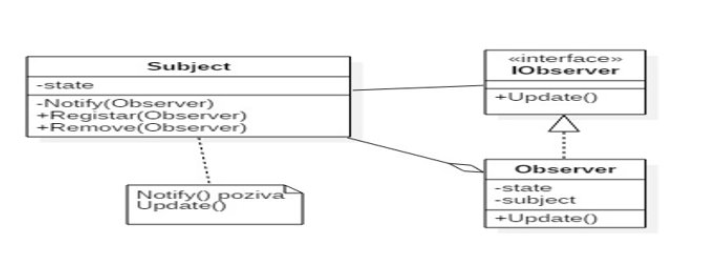 Subject
-state
-Notify(Observer)
+Registar(Observer)
+Remove(Observer)
«interface»
IObserver
+Update()
Notify() poziva
Update()
Observer
-state
-subject
+Update()